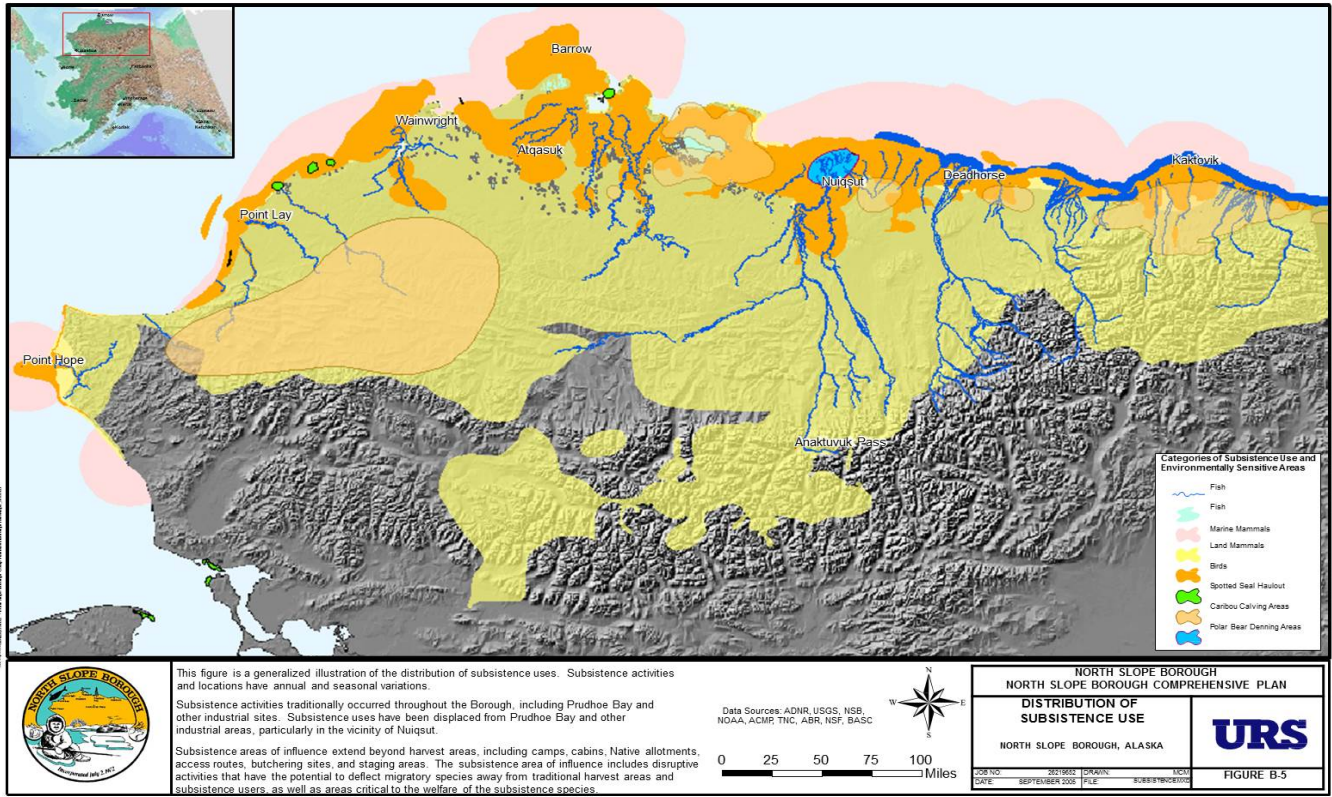 Barrow
Wainwright
Atqasuk
Nuiqsut
Deadhorse
Kaktovik
Point Lay
Point Hope
Anaktuvuk Pass
Categories of Subsistence Use and
Environmentally Sensitive Areas
Fish
Fish
Marine Mammals
Land Mammals
Birds
Spotted Seal Haulout
Caribou Calving Areas
Polar Bear Denning Areas
NORTH SLOPE BOROUGH
Incorporated July 2, 1972
This figure is a generalized illustration of the distribution of subsistence uses. Subsistence activities
and locations have annual and seasonal variations.
Subsistence activities traditionally occurred throughout the Borough, including Prudhoe Bay and
other industrial sites. Subsistence uses have been displaced from Prudhoe Bay and other
industrial areas, particularly in the vicinity of Nuiqsut.
Subsistence areas of influence extend beyond harvest areas, including camps, cabins, Native allotments,
access routes, butchering sites, and staging areas. The subsistence area of influence includes disruptive
activities that have the potential to deflect migratory species away from traditional harvest areas and
subsistence users, as well as areas critical to the welfare of the subsistence species.
Data Sources: ADNR, USGS, NSB,
NOAA, ACMP, TNC, ABR, NSF, BASC
N
W E
S
0 25 50 75 100
Miles
NORTH SLOPE BOROUGH
NORTH SLOPE BOROUGH COMPREHENSIVE PLAN
DISTRIBUTION OF
SUBSISTENCE USE
NORTH SLOPE BOROUGH, ALASKA
URS
JOB NO: 26219652 DRAWN: MCM
DATE: SEPTEMBER 2005 FILE: SUBSISTENCE.MXD
FIGURE B-5